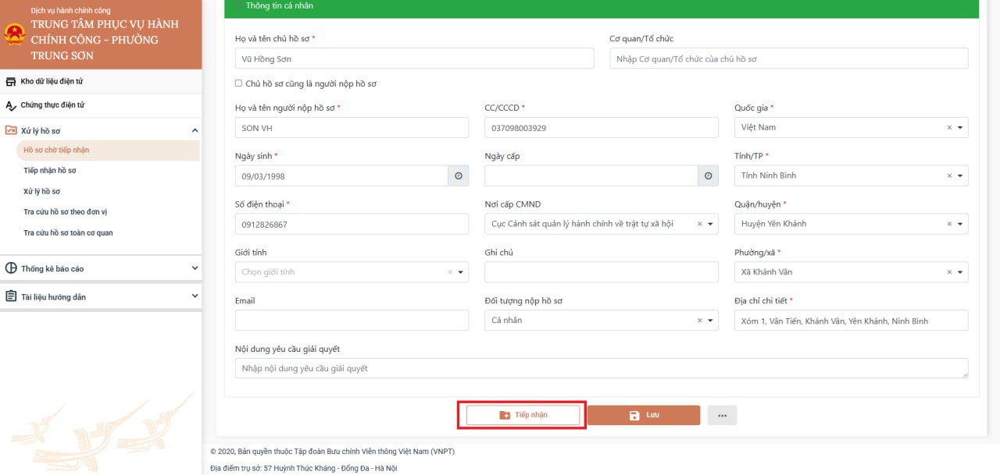 Dịch vụ hành chính công
TRUNG TÂM PHỤC VỤ HÀNH
CHÍNH CÔNG - PHƯỜNG
TRUNG SƠN
Kho dữ liệu điện tử
Chứng thực điện tử
Xử lý hồ sơ
Hồ sơ chờ tiếp nhận
Tiếp nhận hồ sơ
Xử lý hồ sơ
Tra cứu hồ sơ theo đơn vị
Tra cứu hồ sơ toàn cơ quan
Thống kê báo cáo
Tài liệu hướng dẫn
Thông tin cá nhân
Họ và tên chủ hồ sơ * Cơ quan/Tổ chức
Vũ Hồng Sơn Nhập Cơ quan/Tổ chức của chủ hồ sơ
Chủ hồ sơ cũng là người nộp hồ sơ
Họ và tên người nộp hồ sơ * CC/CCCD * Quốc gia *
SON VH 037098003929 Việt Nam × 
Ngày sinh * Ngày cấp Tỉnh/TP *
09/03/1998 Tỉnh Ninh Bình ×
Số điện thoại * Nơi cấp CMND Quận/huyện *
0912826867 Cục Cảnh sát quản lý hành chính về trật tự xã hội × Huyện Yên Khánh ×
Giới tính Ghi chú Phường/xã *
Chọn giới tính × Xã Khánh Vân ×
Email Đối tượng nộp hồ sơ Địa chỉ chi tiết *
Cá nhân × Xóm 1, Vân Tiến, Khánh Vân, Yên Khánh, Ninh Bình
Nội dung yêu cầu giải quyết
Nhập nội dung yêu cầu giải quyết
Tiếp nhận Lưu ...
© 2020, Bản quyền thuộc Tập đoàn Bưu chính Viễn thông Việt Nam (VNPT)
Địa điểm trụ sở: 57 Huỳnh Thúc Kháng - Đống Đa - Hà Nội